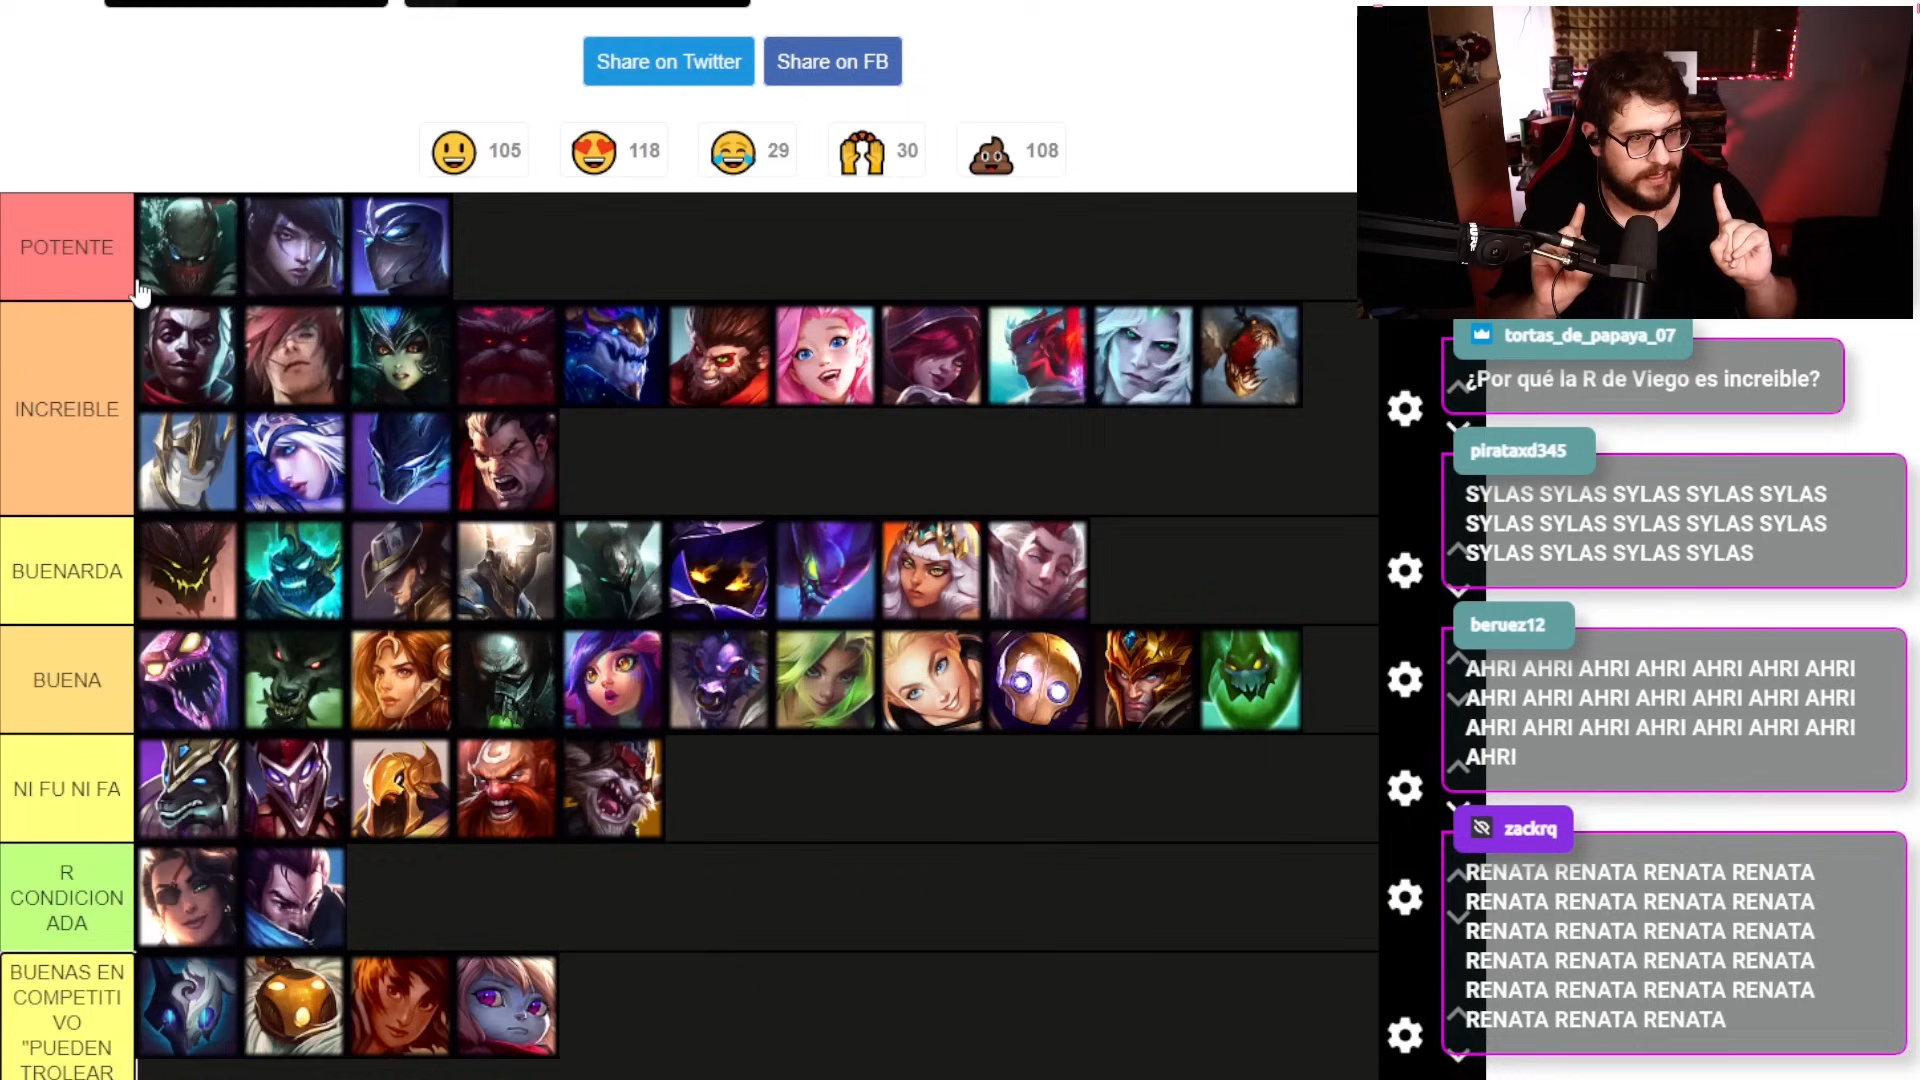 Share on Twitter
Share on FB
105
118
29
30
108
POTENTE
INCREIBLE
BUENARDA
BUENA
NI FU NI FA
R
CONDICION
ADA
BUENAS EN
COMPETITI
VO
"PUEDEN
TROLEAR
tortas_de_papaya_07
¿Por qué la R de Viego es increible?
pirataxd345
SYLAS SYLAS SYLAS SYLAS SYLAS
SYLAS SYLAS SYLAS SYLAS SYLAS
SYLAS SYLAS SYLAS SYLAS
beruez12
AHRI AHRI AHRI AHRI AHRI AHRI AHRI
AHRI AHRI AHRI AHRI AHRI AHRI AHRI
AHRI AHRI AHRI AHRI AHRI AHRI AHRI
AHRI
zackrq
RENATA RENATA RENATA RENATA
RENATA RENATA RENATA RENATA
RENATA RENATA RENATA RENATA
RENATA RENATA RENATA RENATA
RENATA RENATA RENATA RENATA
RENATA RENATA RENATA